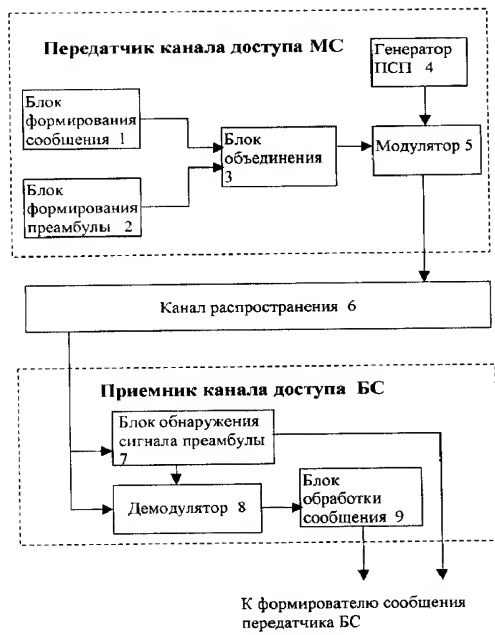 Передатчик канала доступа МС
Генератор
ПСП 4
Блок
формирования
сообщения 1
Блок
объединения
3
Модулятор 5
Блок
формирования
преамбулы 2
Канал распространения 6
Приемник канала доступа БС
Блок обнаружения
сигнала преамбулы
7
Демодулятор 8
Блок
обработки
сообщения 9
К формирователю сообщения
передатчика БС